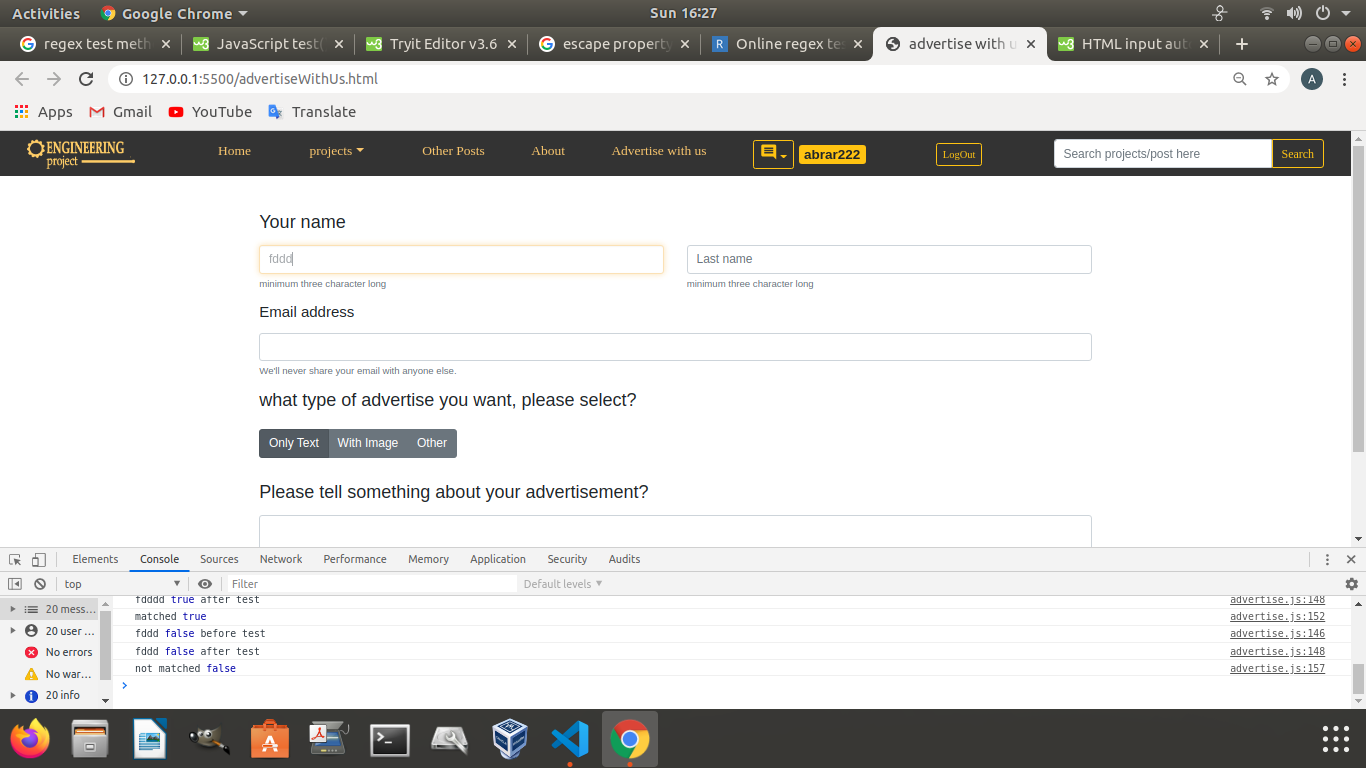 Activities Google Chrome Sun 16:27
regex test meth JavaScript test( Tryit Editor v3.6 escape property Online regex tes advertise with u HTML input aut
127.0.0.1:5500/advertiseWithUs.html A
Apps Gmail YouTube Translate
ENGINEERING project Home projects Other Posts About Advertise with us abrar222 LogOut Search projects/post here Search
Your name
fddd Last name
minimum three character long minimum three character long
Email address
We'll never share your email with anyone else.
what type of advertise you want, please select?
Only Text With Image Other
Please tell something about your advertisement?
Elements Console Sources Network Performance Memory Application Security Audits
top Filter Default levels
20 mess...
20 user ...
No errors
No war...
20 info
fdddd true after test advertise.js:148
matched true advertise.js:152
fddd false before test advertise.js:146
fddd false after test advertise.js:148
not matched false advertise.js:157